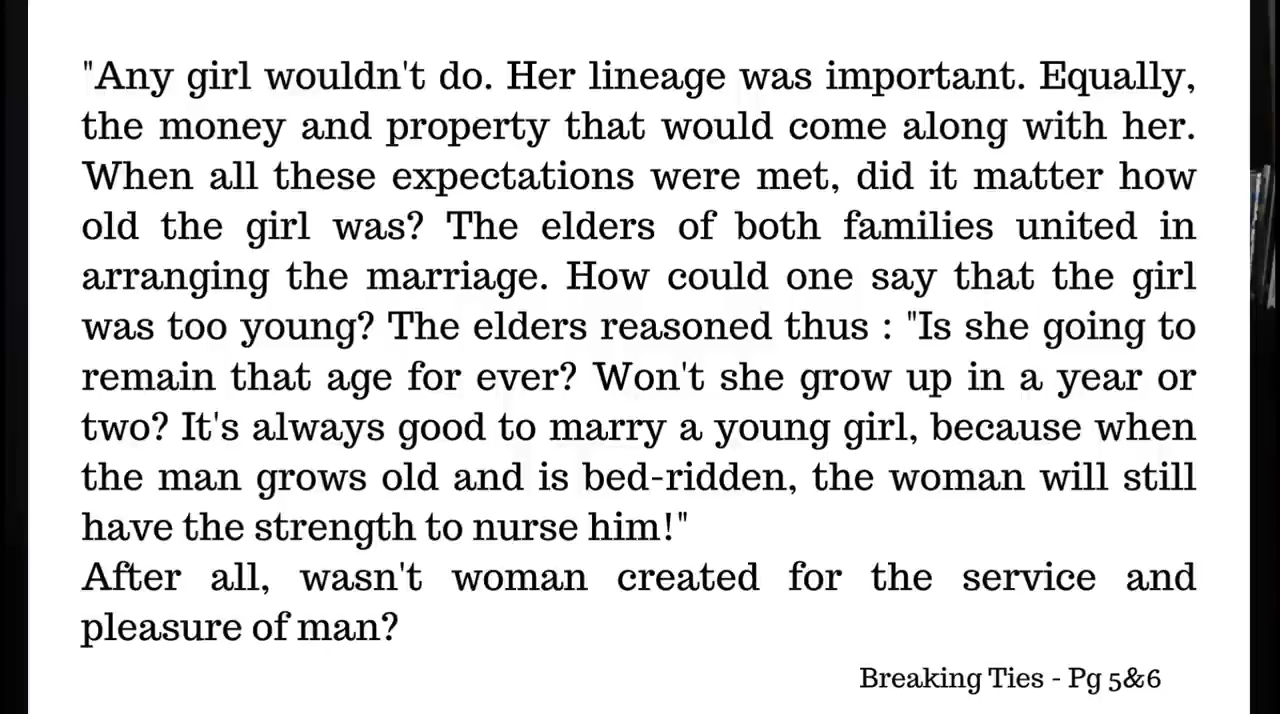 "Any girl wouldn't do. Her lineage was important. Equally,
the money and property that would come along with her.
When all these expectations were met, did it matter how
old the girl was? The elders of both families united in
arranging the marriage. How could one say that the girl
was too young? The elders reasoned thus : "Is she going to
remain that age for ever? Won't she grow up in a year or
two? It's always good to marry a young girl, because when
the man grows old and is bed-ridden, the woman will still
have the strength to nurse him!"
After all, wasn't woman created for the service and
pleasure of man?
Breaking Ties - Pg 5&6